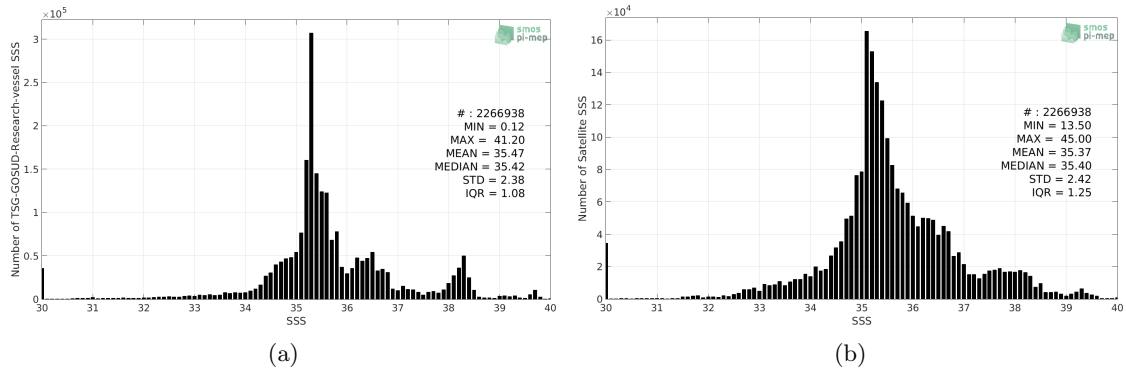 ×10⁵
3
2.5
2
1.5
1
0.5
0
30 31 32 33 34 35 36 37 38 39 40
SSS
Number of TSG-GOSUD-Research-vessel SSS
smos
pi-mep
# : 2266938
MIN = 0.12
MAX = 41.20
MEAN = 35.47
MEDIAN = 35.42
STD = 2.38
IQR = 1.08
(a)
×10⁴
16
14
12
10
8
6
4
2
0
30 31 32 33 34 35 36 37 38 39 40
SSS
Number of Satellite SSS
smos
pi-mep
# : 2266938
MIN = 13.50
MAX = 45.00
MEAN = 35.37
MEDIAN = 35.40
STD = 2.42
IQR = 1.25
(b)